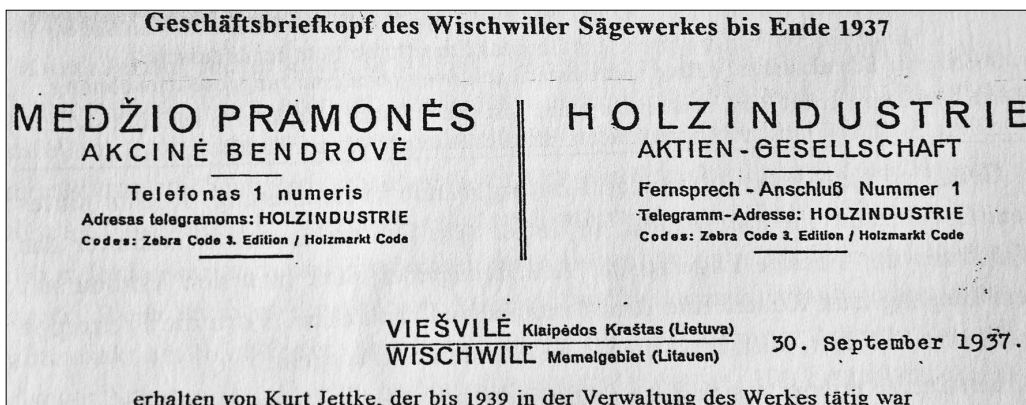 Geschäftsbriefkopf des Wischwiller Sägewerkes bis Ende 1937
MEDŽIO PRAMONĖS
AKCINĖ BENDROVĖ
Telefonas 1 numeris
Adresas telegramoms: HOLZINDUSTRIE
Codes: Zebra Code 3. Edition / Holzmarkt Code
HOLZINDUSTRIE
AKTIEN-GESELLSCHAFT
Fernsprech-Anschluß Nummer 1
Telegramm-Adresse: HOLZINDUSTRIE
Codes: Zebra Code 3. Edition / Holzmarkt Code
VIEŠVILĖ Klaipėdos Kraštas (Lietuva)
WISCHWILL Memelgebiet (Litauen)
30. September 1937.
erhalten von Kurt Jettke, der bis 1939 in der Verwaltung des Werkes tätig war